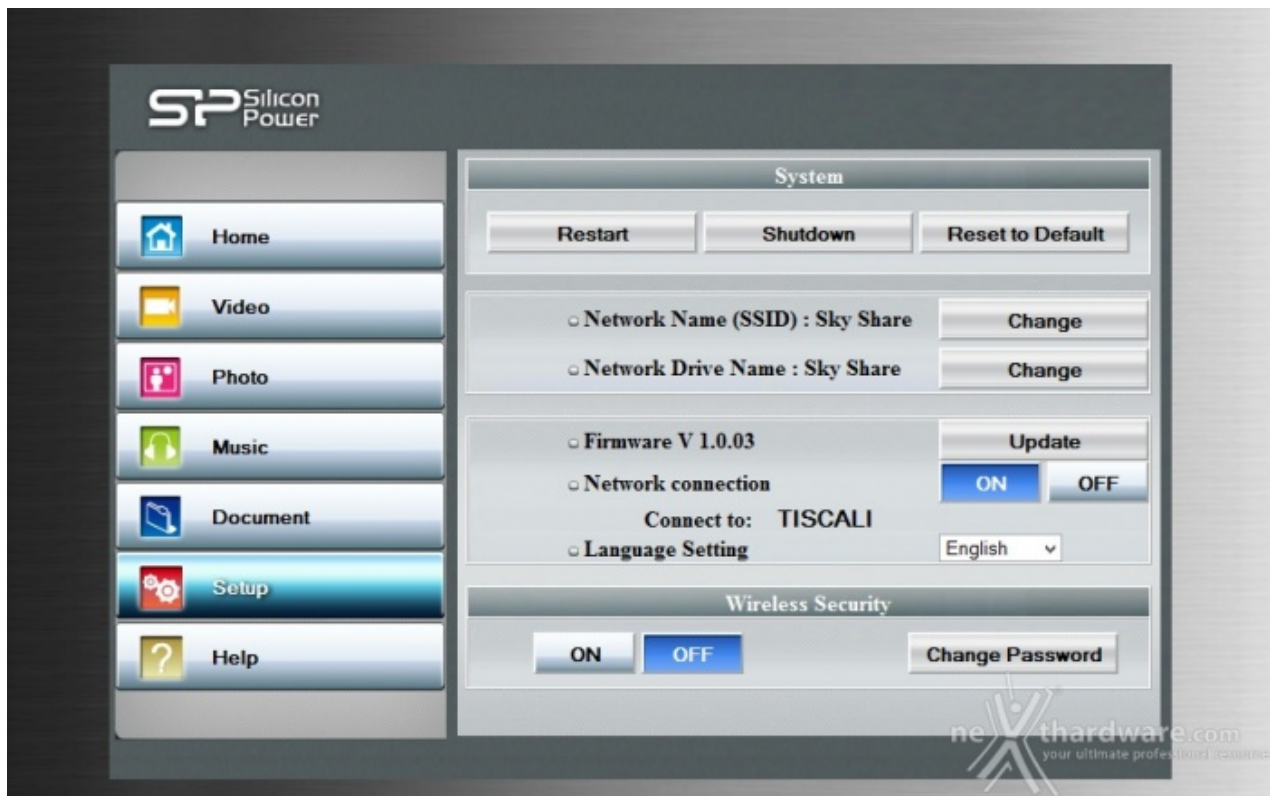 SP Silicon
Power
System
Restart Shutdown Reset to Default
Home
Video
Photo
Music
Document
Setup
Help
Network Name (SSID) : Sky Share Change
Network Drive Name : Sky Share Change
Firmware V 1.0.03 Update
Network connection ON OFF
Connect to: TISCALI
Language Setting English
Wireless Security
ON OFF Change Password
nexthardware.com
your ultimate professional resource